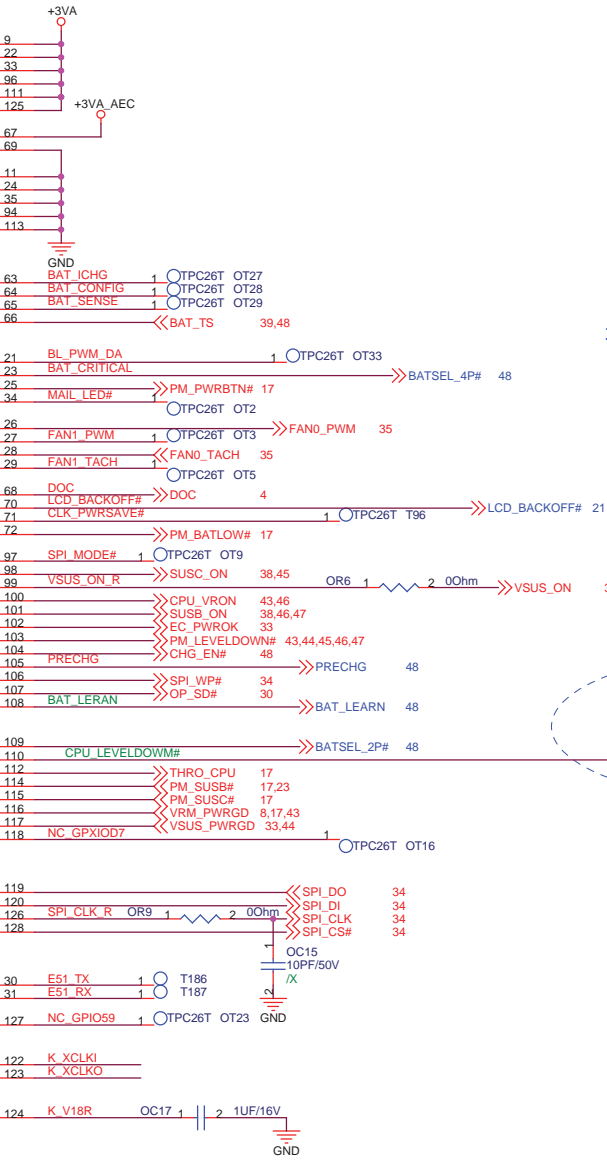 +3VA
9
22
33
96
111
125
+3VA_AEC
67
69
11
24
35
94
113
GND
63 BAT_ICHG 1 TPC26T OT27
64 BAT_CONFIG 1 TPC26T OT28
65 BAT_SENSE 1 TPC26T OT29
66 BAT_TS 39,48
21 BL_PWM_DA 1 TPC26T OT33
23 BAT_CRITICAL BATSEL_4P# 48
25 PM_PWRBTN# 17
34 MAIL_LED# 1 TPC26T OT2
26 FAN0_PWM 35
27 FAN1_PWM 1 TPC26T OT3
28 FAN0_TACH 35
29 FAN1_TACH 1 TPC26T OT5
68 DOC DOC 4
70 LCD_BACKOFF# LCD_BACKOFF# 21
71 CLK_PWRSAVE# 1 TPC26T T96
72 PM_BATLOW# 17
97 SPI_MODE# 1 TPC26T OT9
98 SUSC_ON 38,45
99 VSUS_ON_R OR6 1 2 0Ohm VSUS_ON
100 CPU_VRON 43,46
101 SUSB_ON 38,46,47
102 EC_PWROK 33
103 PM_LEVELDOWN# 43,44,45,46,47
104 CHG_EN# 48
105 PRECHG PRECHG 48
106 SPI_WP# 34
107 OP_SD# 30
108 BAT_LERAN BAT_LEARN 48
109 BATSEL_2P# 48
110 CPU_LEVELDOWM#
112 THRO_CPU 17
114 PM_SUSB# 17,23
115 PM_SUSC# 17
116 VRM_PWRGD 8,17,43
117 VSUS_PWRGD 33,44
118 NC_GPXIOD7 1 TPC26T OT16
119 SPI_DO 34
120 SPI_DI 34
126 SPI_CLK_R OR9 1 2 0Ohm SPI_CLK 34
128 SPI_CS# 34
1 OC15
10PF/50V
/X
2
GND
30 E51_TX 1 T186
31 E51_RX 1 T187
127 NC_GPIO59 1 TPC26T OT23
122 K_XCLKI
123 K_XCLKO
124 K_V18R OC17 1 2 1UF/16V
GND